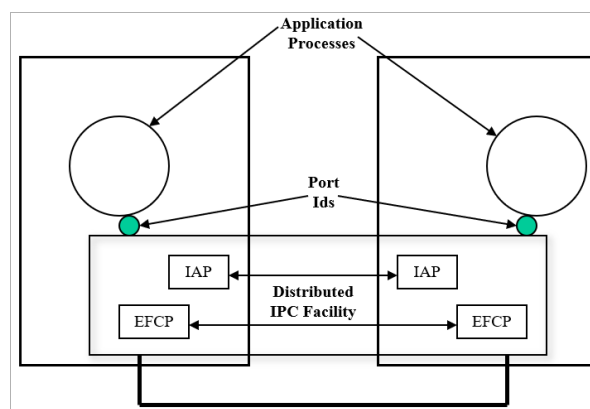 Application
Processes
Port
Ids
IAP
IAP
Distributed
IPC Facility
EFCP
EFCP